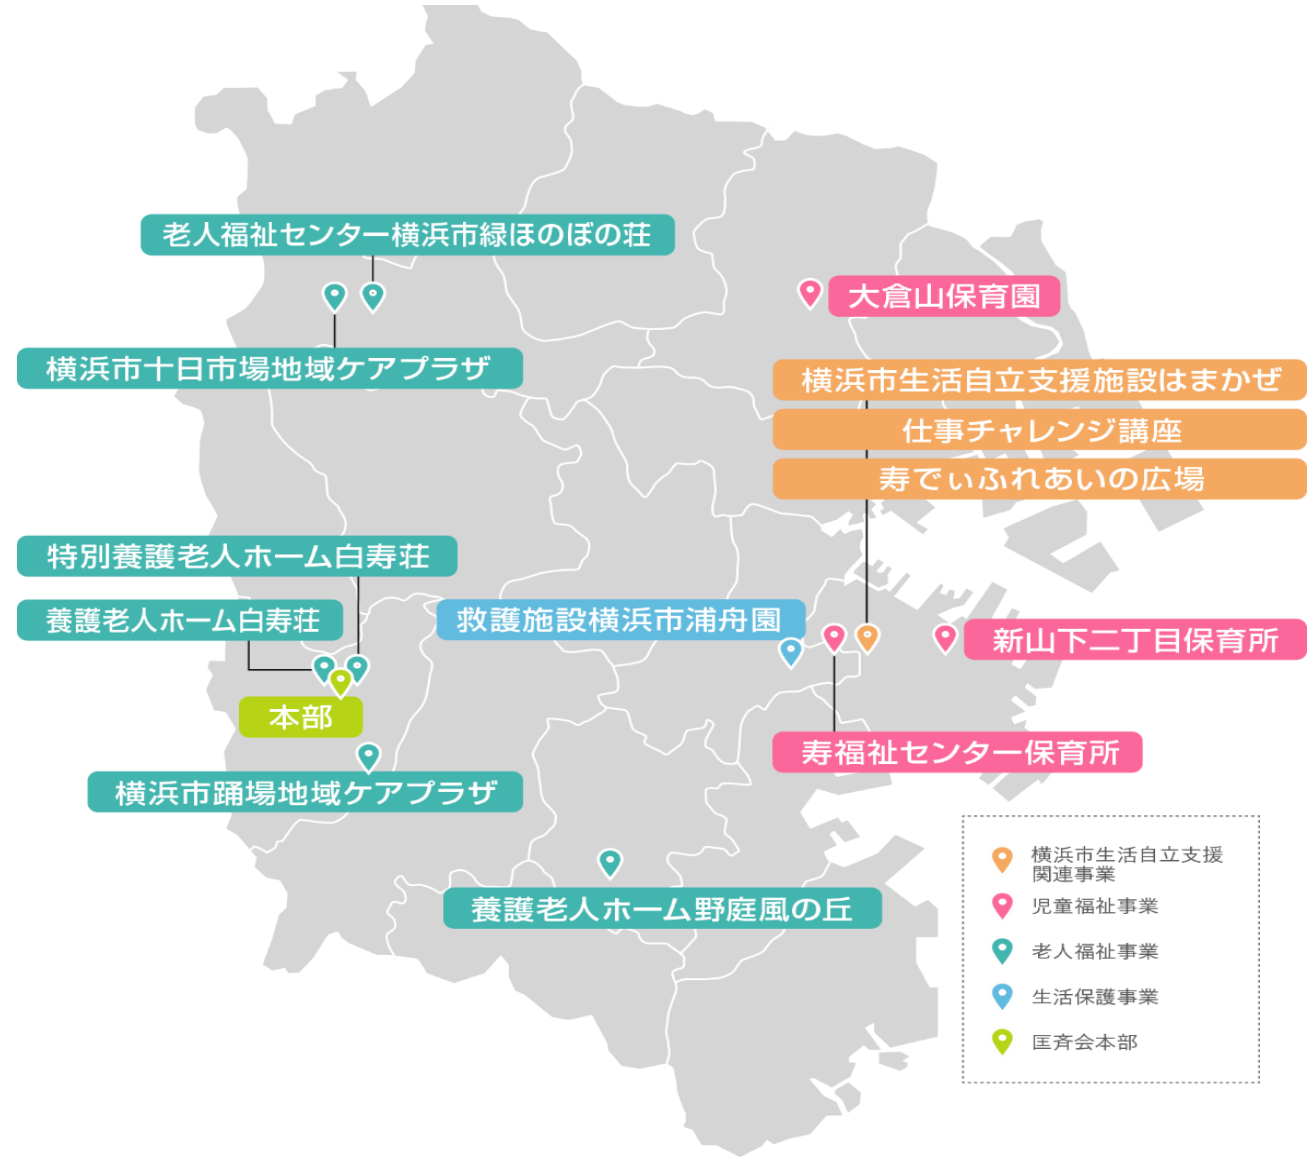 老人福祉センター横浜市緑ほのぼの荘
大倉山保育園
横浜市十日市場地域ケアプラザ
横浜市生活自立支援施設はまかぜ
仕事チャレンジ講座
寿でぃふれあいの広場
特別養護老人ホーム白寿荘
養護老人ホーム白寿荘
救護施設横浜市浦舟園
新山下二丁目保育所
本部
寿福祉センター保育所
横浜市踊場地域ケアプラザ
養護老人ホーム野庭風の丘
横浜市生活自立支援
関連事業
児童福祉事業
老人福祉事業
生活保護事業
匡斉会本部